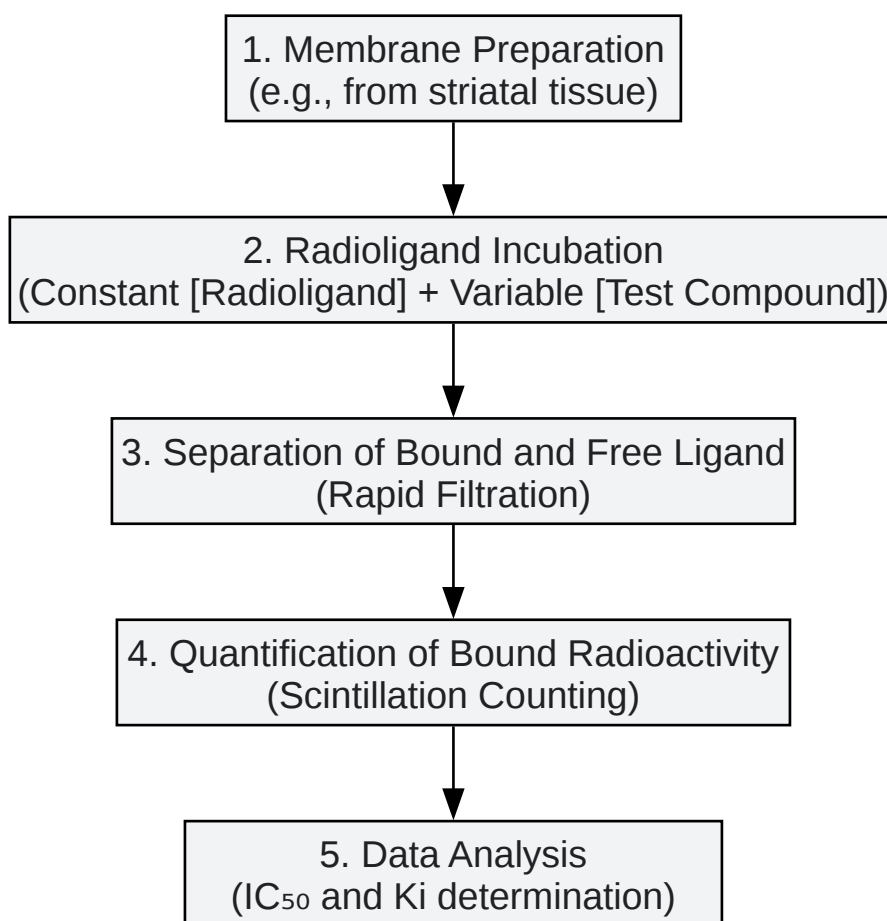 1. Membrane Preparation
(e.g., from striatal tissue)
2. Radioligand Incubation
(Constant [Radioligand] + Variable [Test Compound])
3. Separation of Bound and Free Ligand
(Rapid Filtration)
4. Quantification of Bound Radioactivity
(Scintillation Counting)
5. Data Analysis
(IC₅₀ and Ki determination)